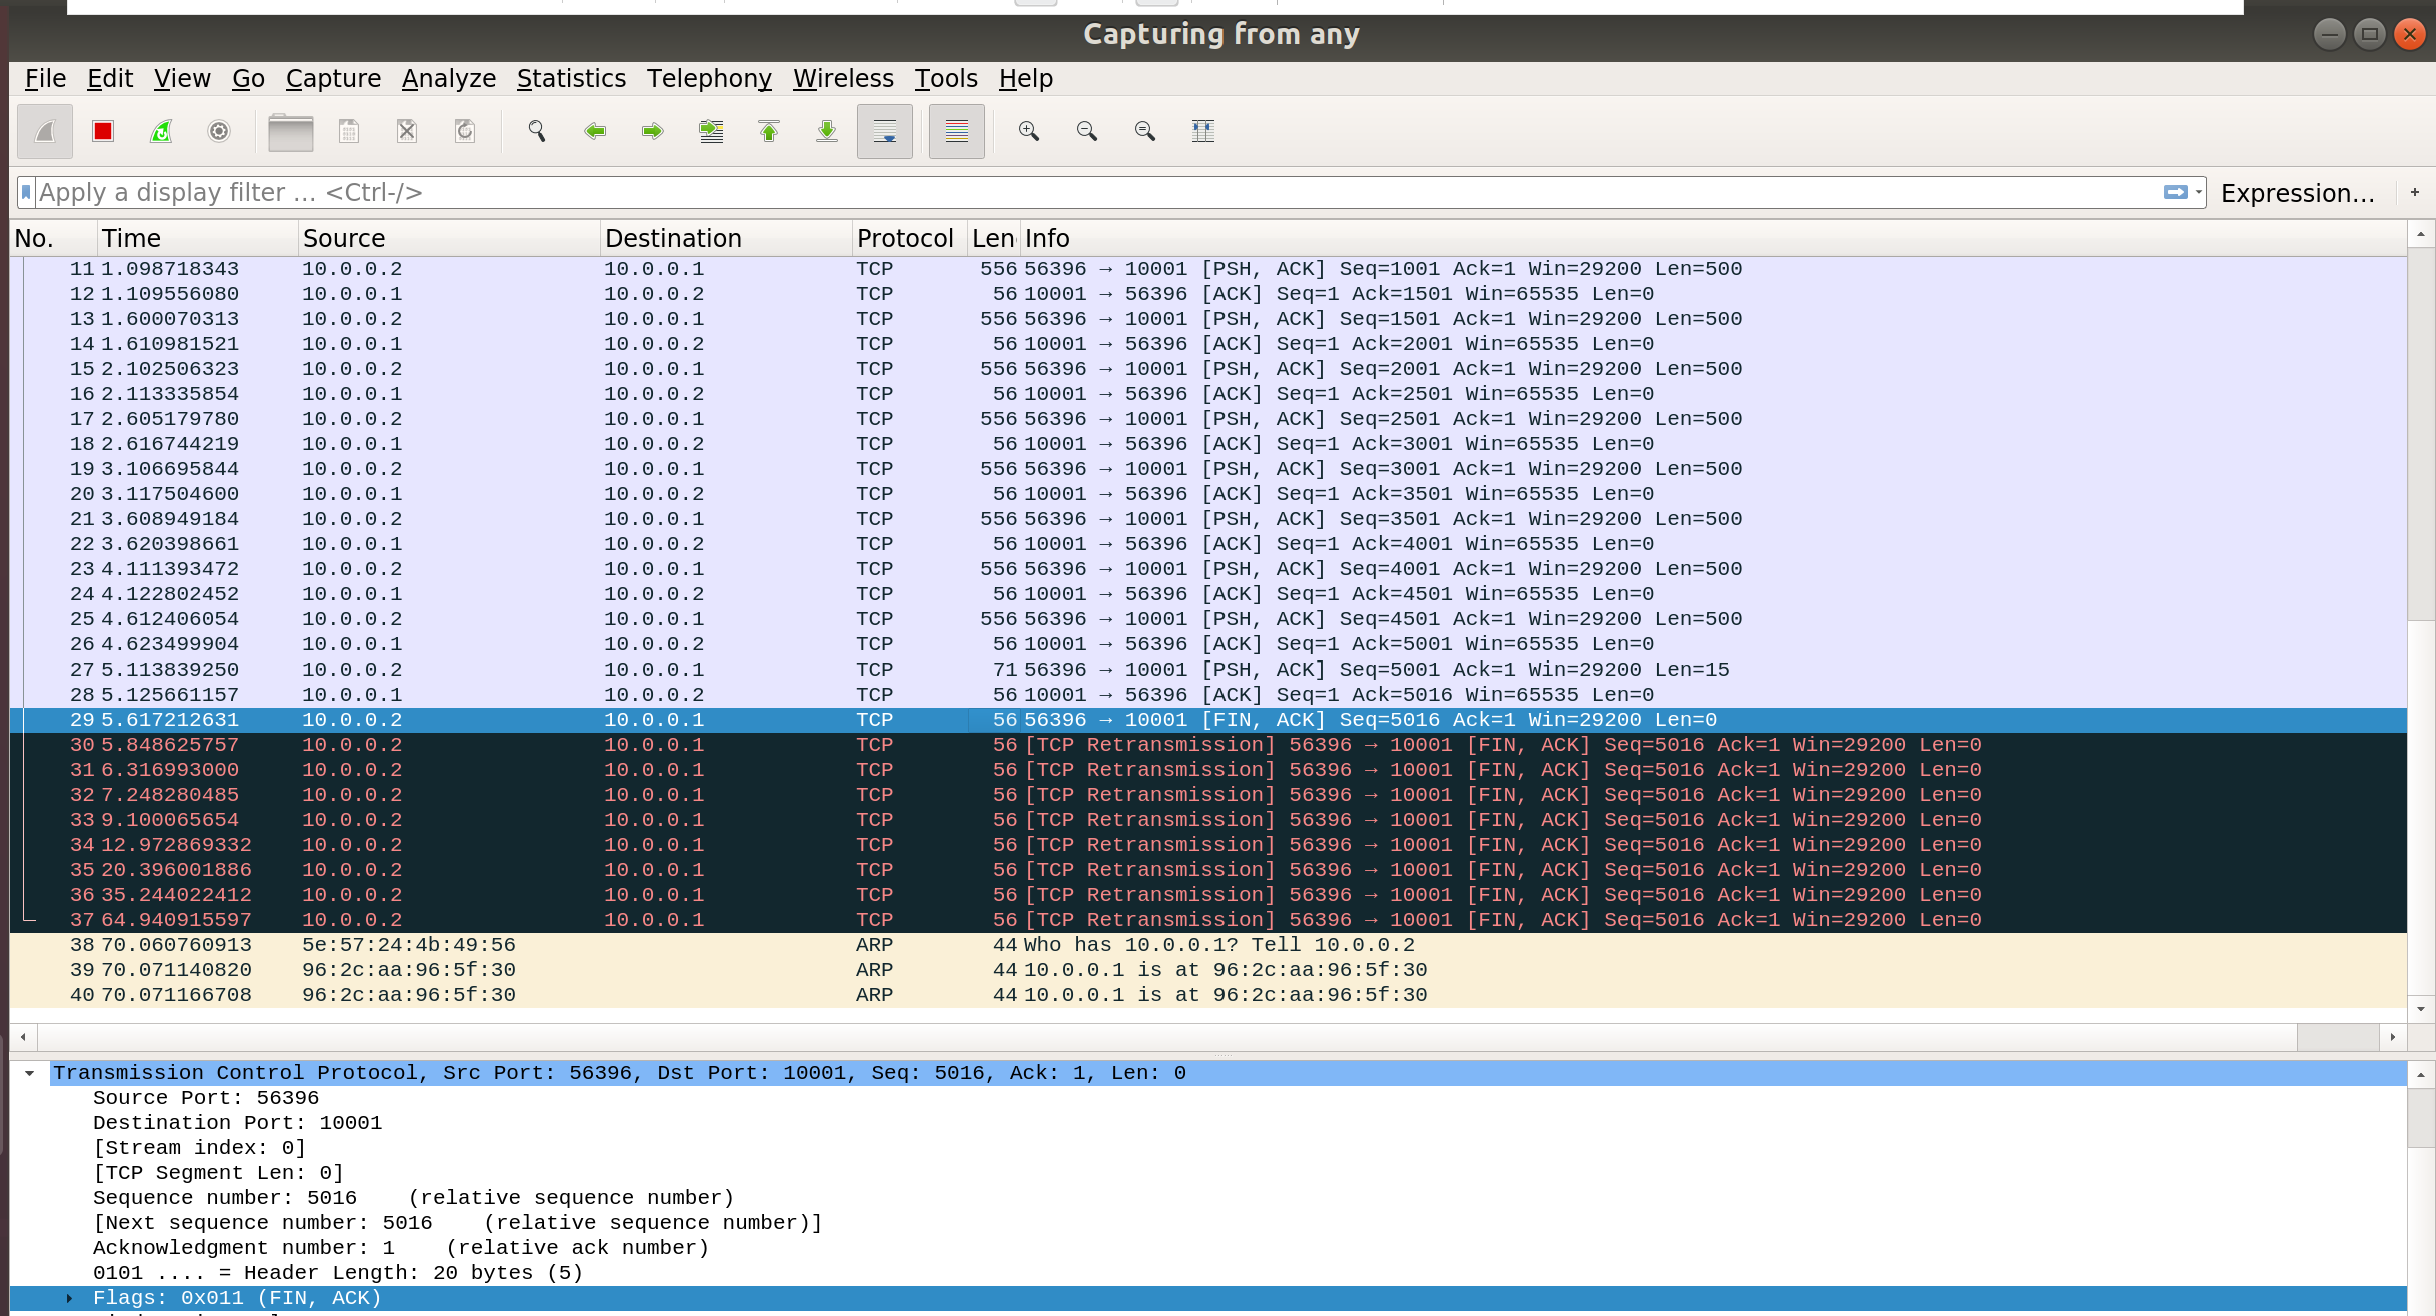 Capturing from any
File Edit View Go Capture Analyze Statistics Telephony Wireless Tools Help
Apply a display filter ... <Ctrl-/> Expression... +
No. Time Source Destination Protocol Len Info
11 1.098718343 10.0.0.2 10.0.0.1 TCP 556 56396 → 10001 [PSH, ACK] Seq=1001 Ack=1 Win=29200 Len=500
12 1.109556080 10.0.0.1 10.0.0.2 TCP 56 10001 → 56396 [ACK] Seq=1 Ack=1501 Win=65535 Len=0
13 1.600070313 10.0.0.2 10.0.0.1 TCP 556 56396 → 10001 [PSH, ACK] Seq=1501 Ack=1 Win=29200 Len=500
14 1.610981521 10.0.0.1 10.0.0.2 TCP 56 10001 → 56396 [ACK] Seq=1 Ack=2001 Win=65535 Len=0
15 2.102506323 10.0.0.2 10.0.0.1 TCP 556 56396 → 10001 [PSH, ACK] Seq=2001 Ack=1 Win=29200 Len=500
16 2.113335854 10.0.0.1 10.0.0.2 TCP 56 10001 → 56396 [ACK] Seq=1 Ack=2501 Win=65535 Len=0
17 2.605179780 10.0.0.2 10.0.0.1 TCP 556 56396 → 10001 [PSH, ACK] Seq=2501 Ack=1 Win=29200 Len=500
18 2.616744219 10.0.0.1 10.0.0.2 TCP 56 10001 → 56396 [ACK] Seq=1 Ack=3001 Win=65535 Len=0
19 3.106695844 10.0.0.2 10.0.0.1 TCP 556 56396 → 10001 [PSH, ACK] Seq=3001 Ack=1 Win=29200 Len=500
20 3.117504600 10.0.0.1 10.0.0.2 TCP 56 10001 → 56396 [ACK] Seq=1 Ack=3501 Win=65535 Len=0
21 3.608949184 10.0.0.2 10.0.0.1 TCP 556 56396 → 10001 [PSH, ACK] Seq=3501 Ack=1 Win=29200 Len=500
22 3.620398661 10.0.0.1 10.0.0.2 TCP 56 10001 → 56396 [ACK] Seq=1 Ack=4001 Win=65535 Len=0
23 4.111393472 10.0.0.2 10.0.0.1 TCP 556 56396 → 10001 [PSH, ACK] Seq=4001 Ack=1 Win=29200 Len=500
24 4.122802452 10.0.0.1 10.0.0.2 TCP 56 10001 → 56396 [ACK] Seq=1 Ack=4501 Win=65535 Len=0
25 4.612406054 10.0.0.2 10.0.0.1 TCP 556 56396 → 10001 [PSH, ACK] Seq=4501 Ack=1 Win=29200 Len=500
26 4.623499904 10.0.0.1 10.0.0.2 TCP 56 10001 → 56396 [ACK] Seq=1 Ack=5001 Win=65535 Len=0
27 5.113839250 10.0.0.2 10.0.0.1 TCP 71 56396 → 10001 [PSH, ACK] Seq=5001 Ack=1 Win=29200 Len=15
28 5.125661157 10.0.0.1 10.0.0.2 TCP 56 10001 → 56396 [ACK] Seq=1 Ack=5016 Win=65535 Len=0
29 5.617212631 10.0.0.2 10.0.0.1 TCP 56 56396 → 10001 [FIN, ACK] Seq=5016 Ack=1 Win=29200 Len=0
30 5.848625757 10.0.0.2 10.0.0.1 TCP 56 [TCP Retransmission] 56396 → 10001 [FIN, ACK] Seq=5016 Ack=1 Win=29200 Len=0
31 6.316993000 10.0.0.2 10.0.0.1 TCP 56 [TCP Retransmission] 56396 → 10001 [FIN, ACK] Seq=5016 Ack=1 Win=29200 Len=0
32 7.248280485 10.0.0.2 10.0.0.1 TCP 56 [TCP Retransmission] 56396 → 10001 [FIN, ACK] Seq=5016 Ack=1 Win=29200 Len=0
33 9.100065654 10.0.0.2 10.0.0.1 TCP 56 [TCP Retransmission] 56396 → 10001 [FIN, ACK] Seq=5016 Ack=1 Win=29200 Len=0
34 12.972869332 10.0.0.2 10.0.0.1 TCP 56 [TCP Retransmission] 56396 → 10001 [FIN, ACK] Seq=5016 Ack=1 Win=29200 Len=0
35 20.396001886 10.0.0.2 10.0.0.1 TCP 56 [TCP Retransmission] 56396 → 10001 [FIN, ACK] Seq=5016 Ack=1 Win=29200 Len=0
36 35.244022412 10.0.0.2 10.0.0.1 TCP 56 [TCP Retransmission] 56396 → 10001 [FIN, ACK] Seq=5016 Ack=1 Win=29200 Len=0
37 64.940915597 10.0.0.2 10.0.0.1 TCP 56 [TCP Retransmission] 56396 → 10001 [FIN, ACK] Seq=5016 Ack=1 Win=29200 Len=0
38 70.060760913 5e:57:24:4b:49:56 ARP 44 Who has 10.0.0.1? Tell 10.0.0.2
39 70.071140820 96:2c:aa:96:5f:30 ARP 44 10.0.0.1 is at 96:2c:aa:96:5f:30
40 70.071166708 96:2c:aa:96:5f:30 ARP 44 10.0.0.1 is at 96:2c:aa:96:5f:30
Transmission Control Protocol, Src Port: 56396, Dst Port: 10001, Seq: 5016, Ack: 1, Len: 0
Source Port: 56396
Destination Port: 10001
[Stream index: 0]
[TCP Segment Len: 0]
Sequence number: 5016 (relative sequence number)
[Next sequence number: 5016 (relative sequence number)]
Acknowledgment number: 1 (relative ack number)
0101 .... = Header Length: 20 bytes (5)
Flags: 0x011 (FIN, ACK)